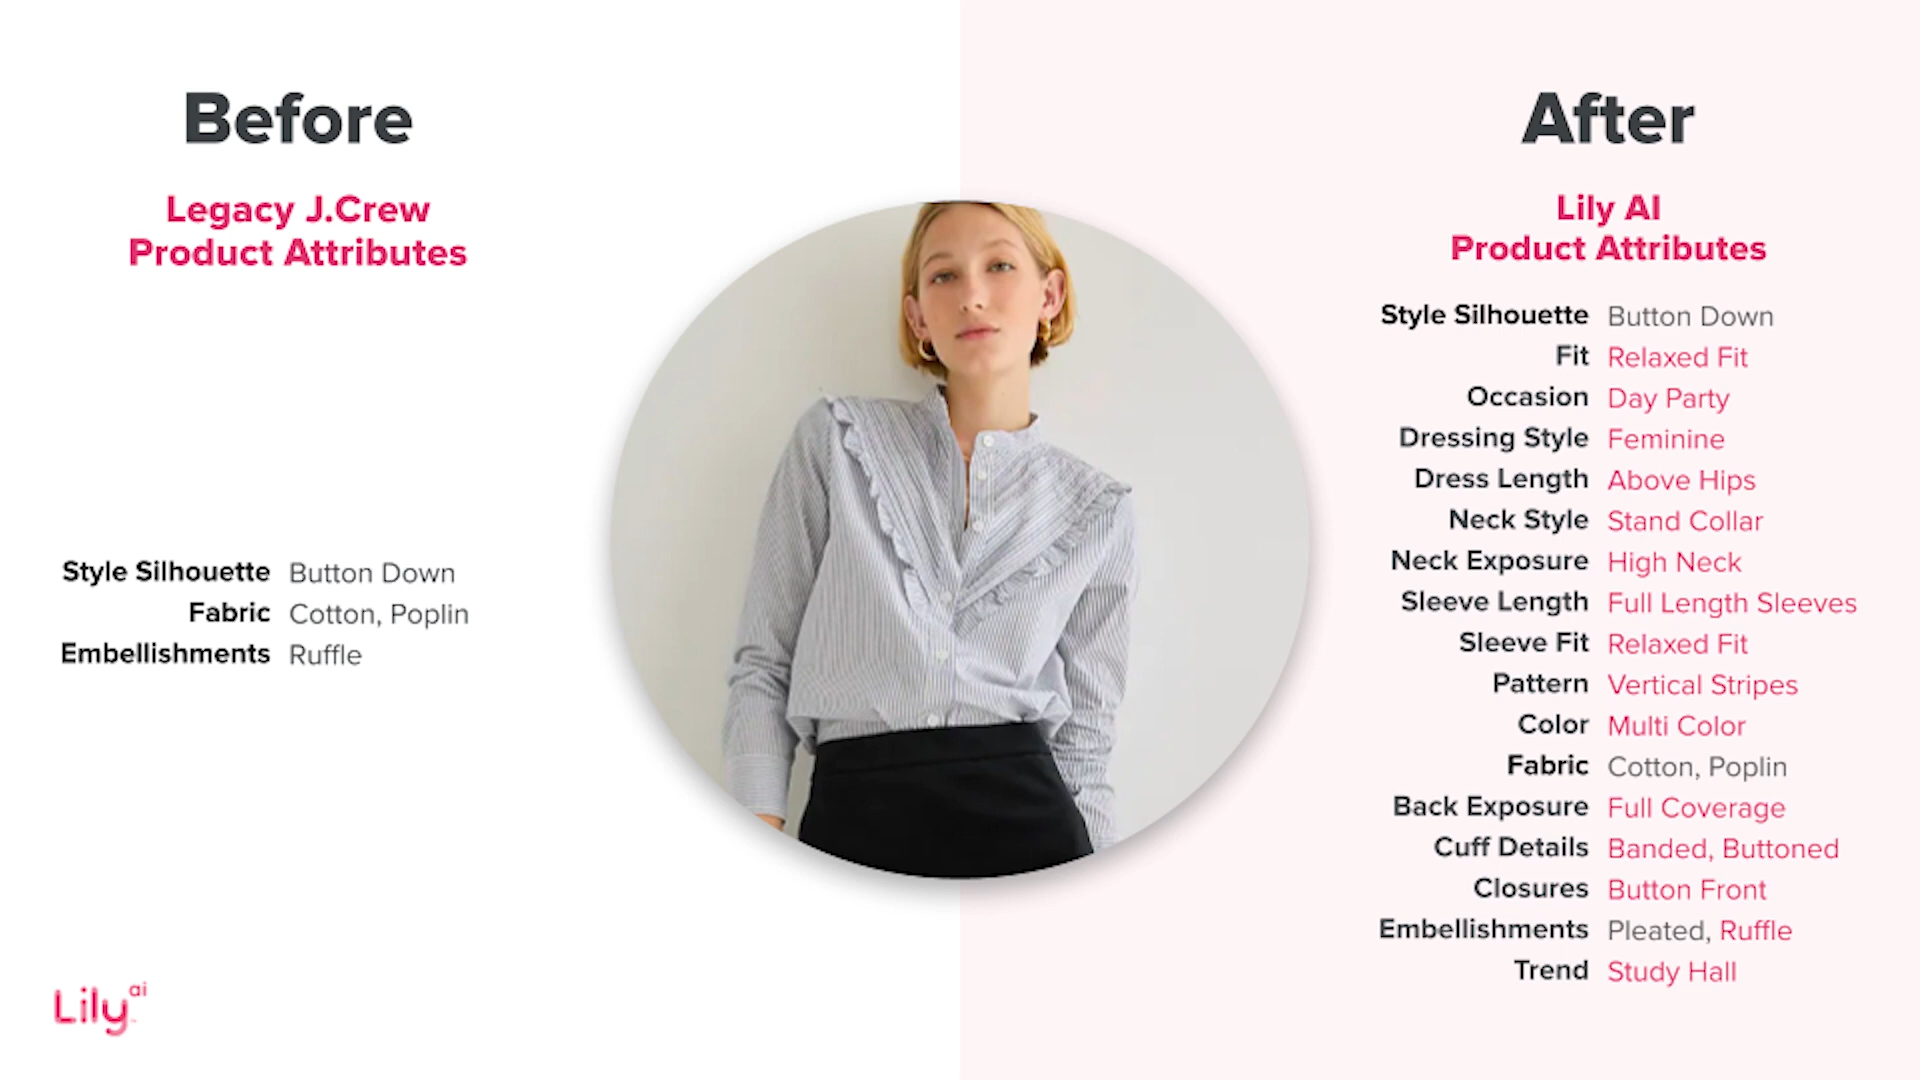 Before
Legacy J.Crew
Product Attributes
Style Silhouette Button Down
Fabric Cotton, Poplin
Embellishments Ruffle
Lily ai
After
Lily AI
Product Attributes
Style Silhouette Button Down
Fit Relaxed Fit
Occasion Day Party
Dressing Style Feminine
Dress Length Above Hips
Neck Style Stand Collar
Neck Exposure High Neck
Sleeve Length Full Length Sleeves
Sleeve Fit Relaxed Fit
Pattern Vertical Stripes
Color Multi Color
Fabric Cotton, Poplin
Back Exposure Full Coverage
Cuff Details Banded, Buttoned
Closures Button Front
Embellishments Pleated, Ruffle
Trend Study Hall